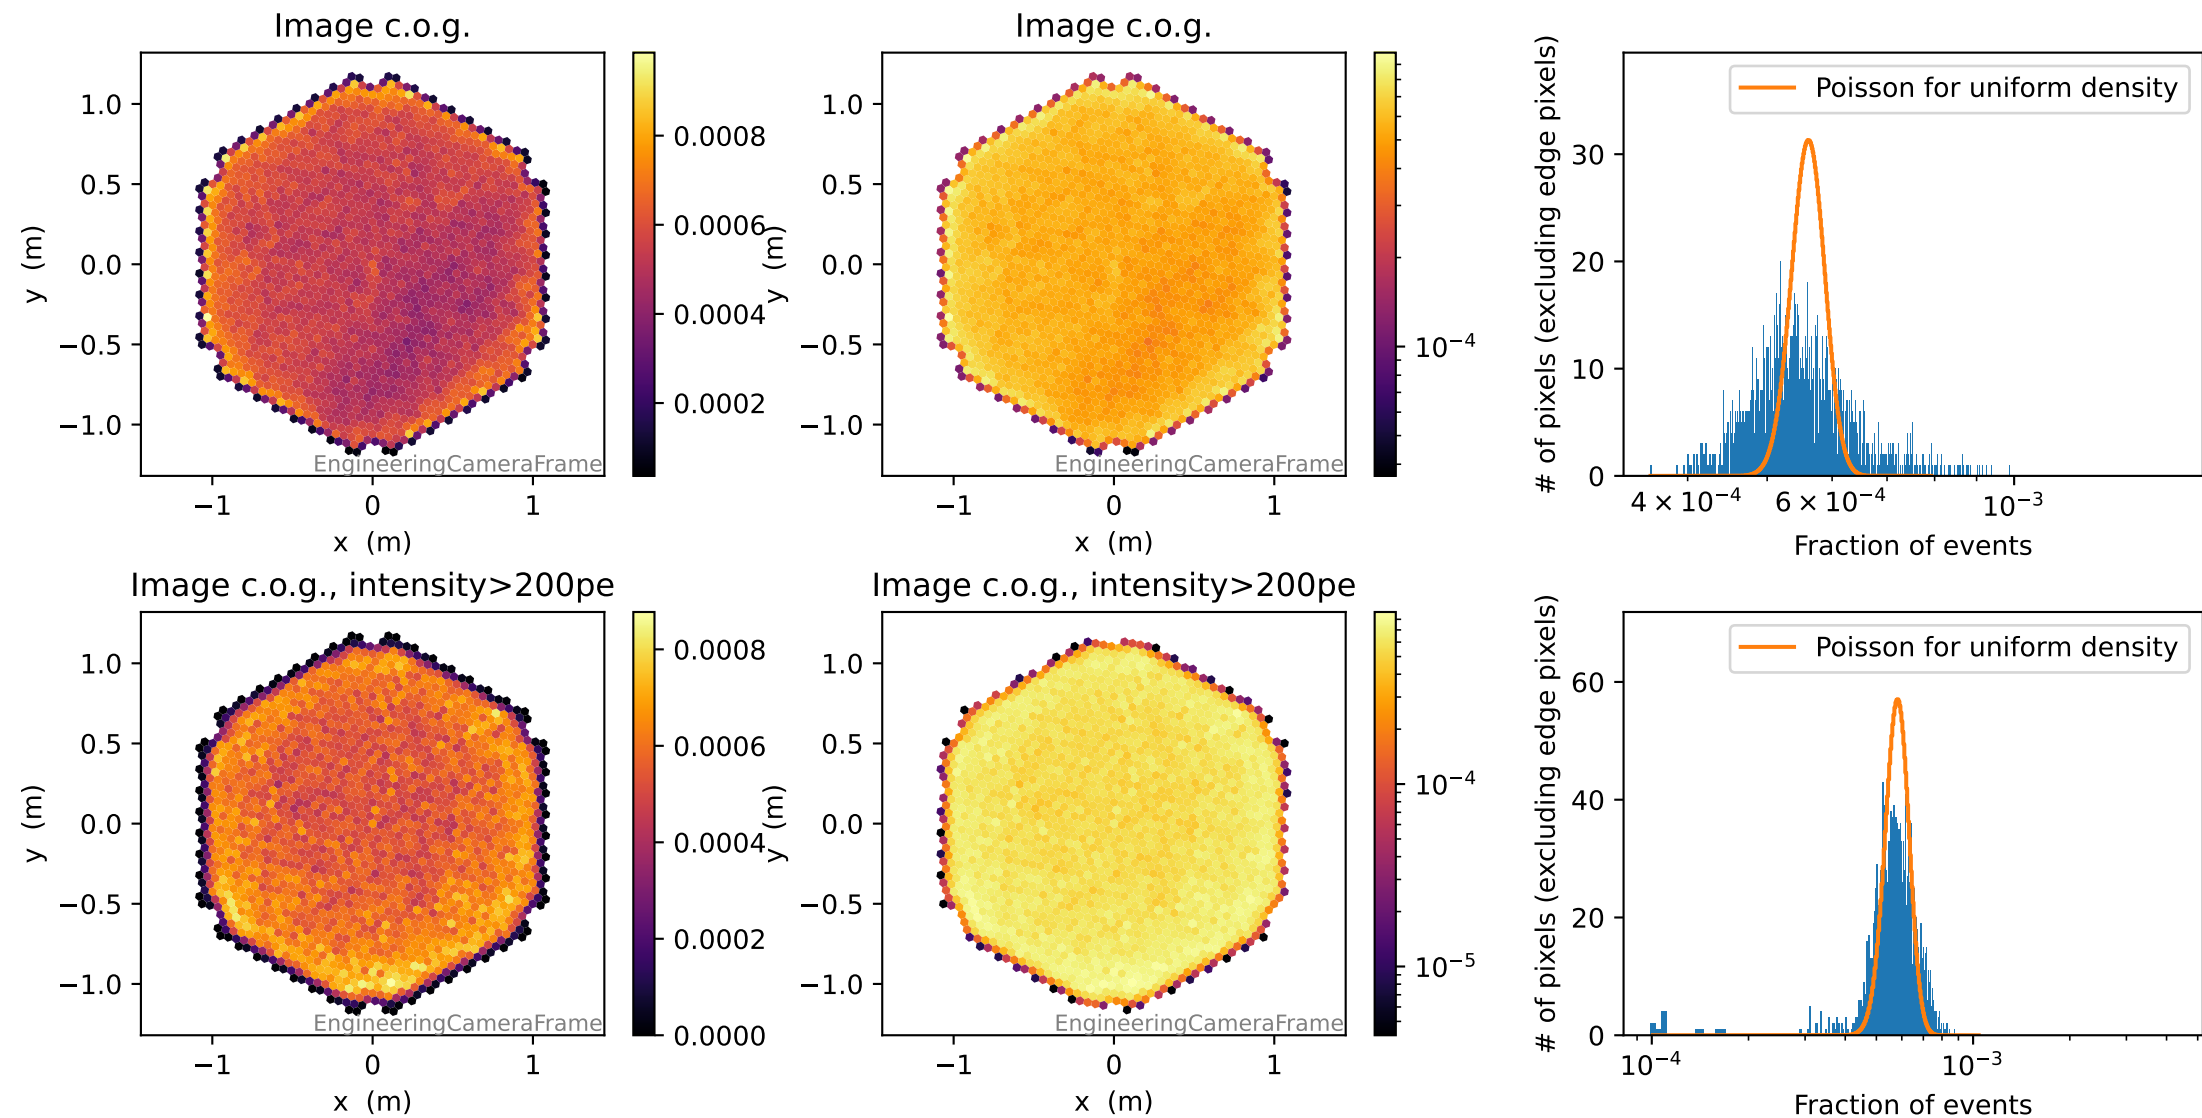 Image c.o.g.
1.0
0.5
0.0
−0.5
−1.0
y (m)
−1 0 1
x (m)
EngineeringCameraFrame
0.0008
0.0006
0.0004
0.0002
Image c.o.g.
1.0
0.5
0.0
−0.5
−1.0
y (m)
−1 0 1
x (m)
EngineeringCameraFrame
10⁻⁴
# of pixels (excluding edge pixels)
30
20
10
0
Poisson for uniform density
4 × 10⁻⁴ 6 × 10⁻⁴ 10⁻³
Fraction of events
Image c.o.g., intensity>200pe
1.0
0.5
0.0
−0.5
−1.0
y (m)
−1 0 1
x (m)
EngineeringCameraFrame
0.0008
0.0006
0.0004
0.0002
0.0000
Image c.o.g., intensity>200pe
1.0
0.5
0.0
−0.5
−1.0
y (m)
−1 0 1
x (m)
EngineeringCameraFrame
10⁻⁴
10⁻⁵
# of pixels (excluding edge pixels)
60
40
20
0
Poisson for uniform density
10⁻⁴ 10⁻³
Fraction of events